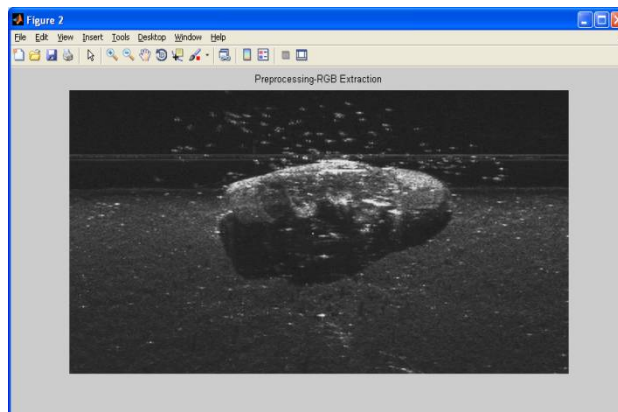 Figure 2
File Edit View Insert Tools Desktop Window Help
Preprocessing-RGB Extraction